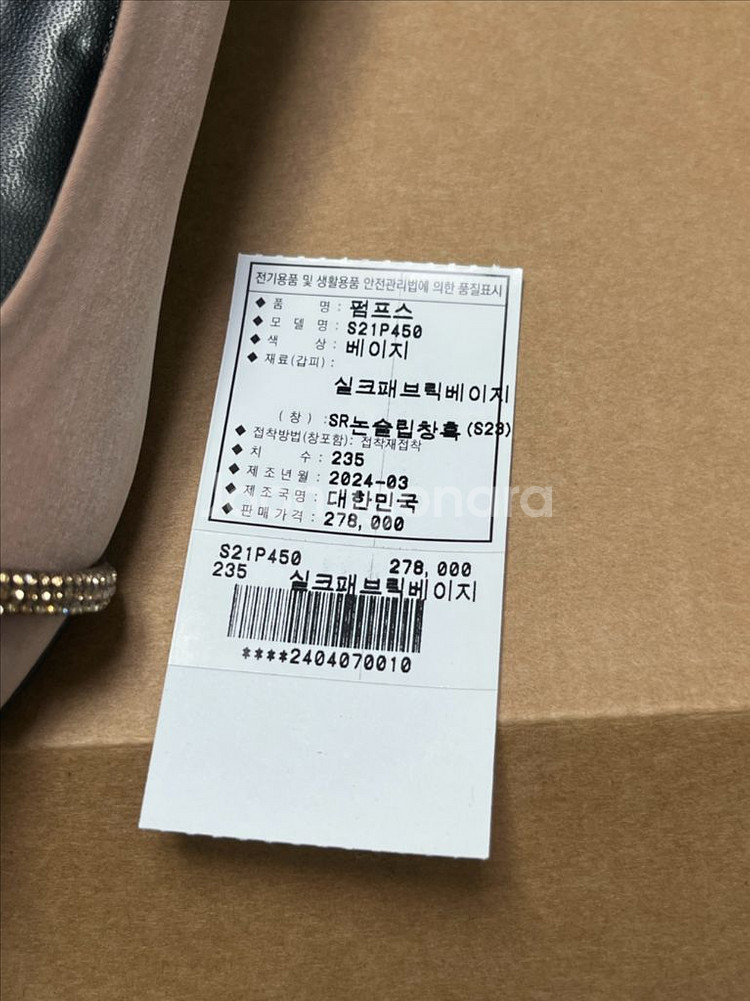 전기용품 및 생활용품 안전관리법에 의한 품질표시
◆ 품 명 : 펌프스
◆ 모 델 명 : S21P450
◆ 색 상 : 베이지
◆ 재료(갑피) :
실크패브릭베이지
(창) : SR논슬립창흑(S23)
◆ 접착방법(창포함): 접착재접착
◆ 치 수 : 235
◆ 제조년월 : 2024-03
◆ 제조국명 : 대한민국
◆ 판매가격 : 278,000
S21P450 278,000
235 실크패브릭베이지
****2404070010